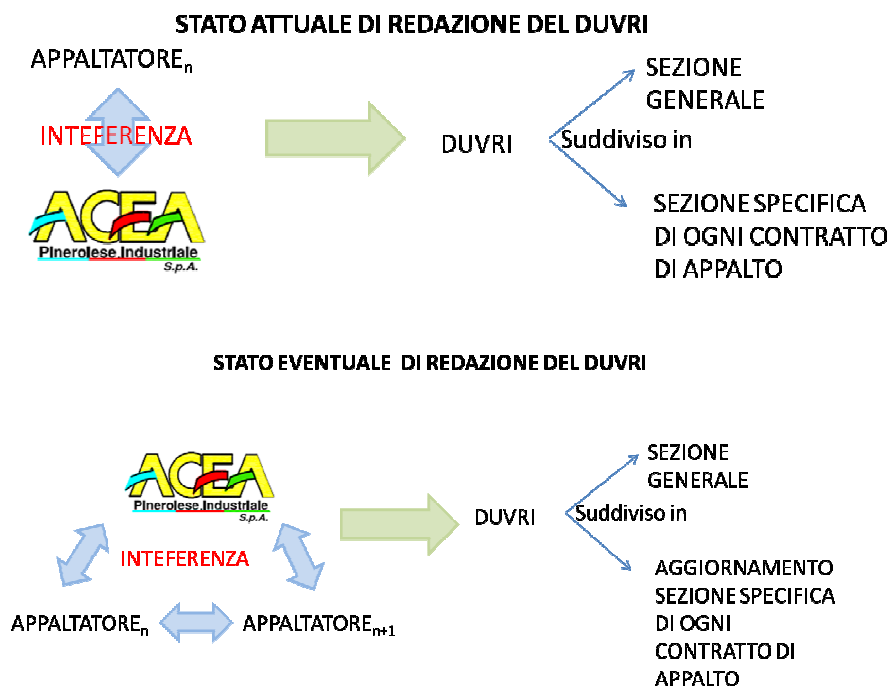 STATO ATTUALE DI REDAZIONE DEL DUVRI
APPALTATOREn
INTEFERENZA
ACEA
Pinerolese.Industriale
S.p.A.
DUVRI
Suddiviso in
SEZIONE
GENERALE
SEZIONE SPECIFICA
DI OGNI CONTRATTO
DI APPALTO
STATO EVENTUALE DI REDAZIONE DEL DUVRI
ACEA
Pinerolese.Industriale
S.p.A.
INTEFERENZA
APPALTATOREn
APPALTATOREn+1
DUVRI
Suddiviso in
SEZIONE
GENERALE
AGGIORNAMENTO
SEZIONE SPECIFICA
DI OGNI
CONTRATTO DI
APPALTO